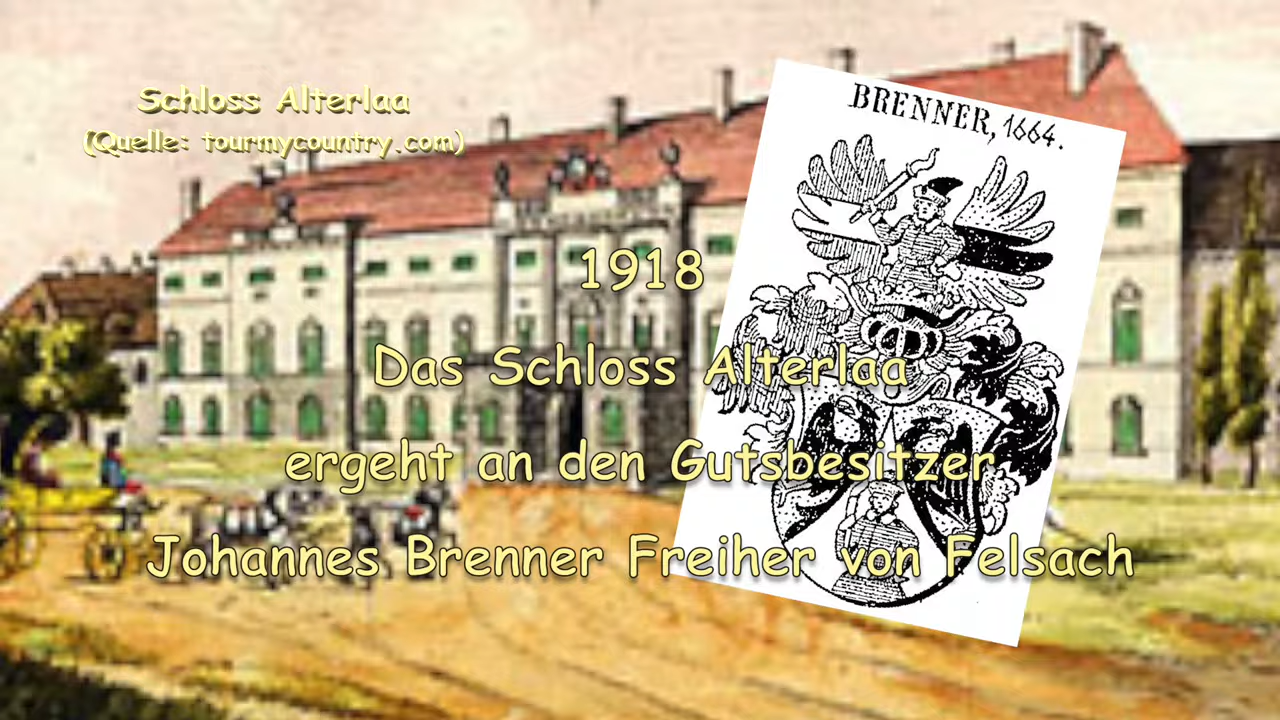 Schloss Alterlaa
(Quelle: tourmycountry.com)
BRENNER, 1664.
1918
Das Schloss Alterlaa
ergeht an den Gutsbesitzer
Johannes Brenner Freiher von Felsach